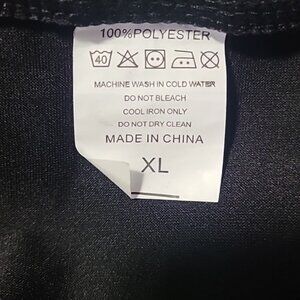 100%POLYESTER
40
MACHINE WASH IN COLD WATER
DO NOT BLEACH
COOL IRON ONLY
DO NOT DRY CLEAN
MADE IN CHINA
XL